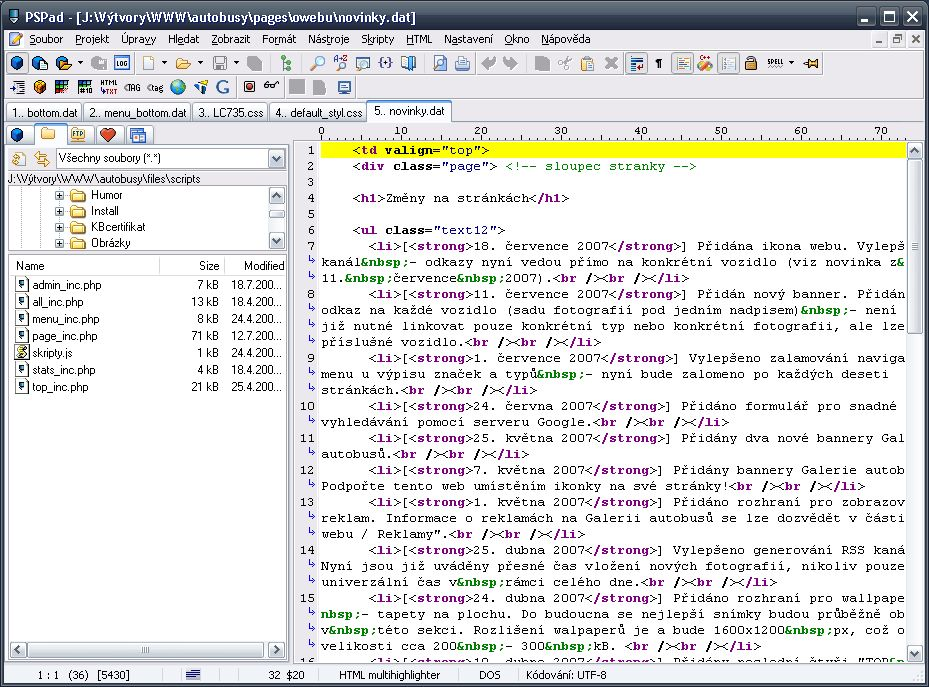 PSPad - [J:\Výtvory\WWW\autobusy\pages\owebu\novinky.dat]
Soubor Projekt Úpravy Hledat Zobrazit Formát Nástroje Skripty HTML Nastavení Okno Nápověda
LOG A-Z SPELL
HTML TXT TAG Tag G
1.. bottom.dat 2.. menu_bottom.dat 3.. LC735.css 4.. default_styl.css 5.. novinky.dat
FTP
Všechny soubory (*.*)
J:\Výtvory\WWW\autobusy\files\scripts
Humor
Install
KBcertifikat
Obrázky
Name Size Modified
admin_inc.php 7 kB 18.7.200...
all_inc.php 13 kB 18.4.200...
menu_inc.php 8 kB 24.4.200...
page_inc.php 71 kB 12.7.200...
skripty.js 1 kB 24.4.200...
stats_inc.php 4 kB 18.4.200...
top_inc.php 21 kB 25.4.200...
0 10 20 30 40 50 60 70
1 <td valign="top">
2 <div class="page"> <!-- sloupec stranky -->
3
4 <h1>Změny na stránkách</h1>
5
6 <ul class="text12">
7 <li>[<strong>18. července 2007</strong>] Přidána ikona webu. Vylepš
kanál&nbsp;- odkazy nyní vedou přímo na konkrétní vozidlo (viz novinka z&
11.&nbsp;července&nbsp;2007).<br /><br /></li>
8 <li>[<strong>11. července 2007</strong>] Přidán nový banner. Přidán
odkaz na každé vozidlo (sadu fotografií pod jedním nadpisem)&nbsp;- není
již nutné linkovat pouze konkrétní typ nebo konkrétní fotografii, ale lze
příslušné vozidlo.<br /><br /></li>
9 <li>[<strong>1. července 2007</strong>] Vylepšeno zalamování naviga
menu u výpisu značek a typů&nbsp;- nyní bude zalomeno po každých deseti
stránkách.<br /><br /></li>
10 <li>[<strong>24. června 2007</strong>] Přidáno formulář pro snadné
vyhledávání pomocí serveru Google.<br /><br /></li>
11 <li>[<strong>25. května 2007</strong>] Přidány dva nové bannery Gal
autobusů.<br /><br /></li>
12 <li>[<strong>7. května 2007</strong>] Přidány bannery Galerie autob
Podpořte tento web umístěním ikonky na své stránky!<br /><br /></li>
13 <li>[<strong>1. května 2007</strong>] Přidáno rozhraní pro zobrazov
reklam. Informace o reklamách na Galerii autobusů se lze dozvědět v části
webu / Reklamy".<br /><br /></li>
14 <li>[<strong>25. dubna 2007</strong>] Vylepšeno generování RSS kaná
Nyní jsou již uváděny přesné čas vložení nových fotografií, nikoliv pouze
univerzální čas v&nbsp;rámci celého dne.<br /><br /></li>
15 <li>[<strong>24. dubna 2007</strong>] Přidáno rozhraní pro wallpape
nbsp;- tapety na plochu. Do budoucna se nejlepší snímky budou průběžně ob
v&nbsp;této sekci. Rozlišení walpaperů je a bude 1600x1200&nbsp;px, což o
velikosti cca 200&nbsp;- 300&nbsp;kB. <br /><br /></li>
16 <li>[<strong>10. dubna 2007</strong>] Přidány poslední čtyři "TOP
1 : 1 (36) [5430] 32 $20 HTML multihighlighter DOS Kódování: UTF-8